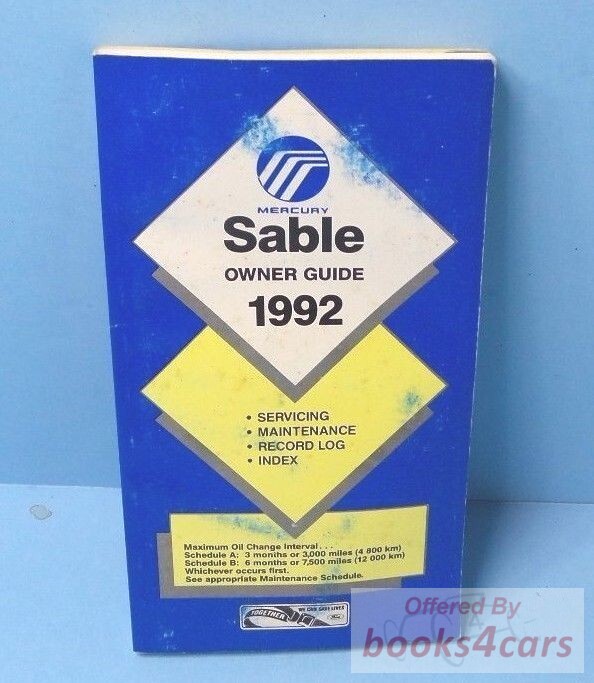 MERCURY
Sable
OWNER GUIDE
1992
• SERVICING
• MAINTENANCE
• RECORD LOG
• INDEX
Maximum Oil Change Interval . . .
Schedule A: 3 months or 3,000 miles (4 800 km)
Schedule B: 6 months or 7,500 miles (12 000 km)
Whichever occurs first.
See appropriate Maintenance Schedule.
TOGETHER
WE CAN SAVE LIVES
Ford
Offered By
books4cars